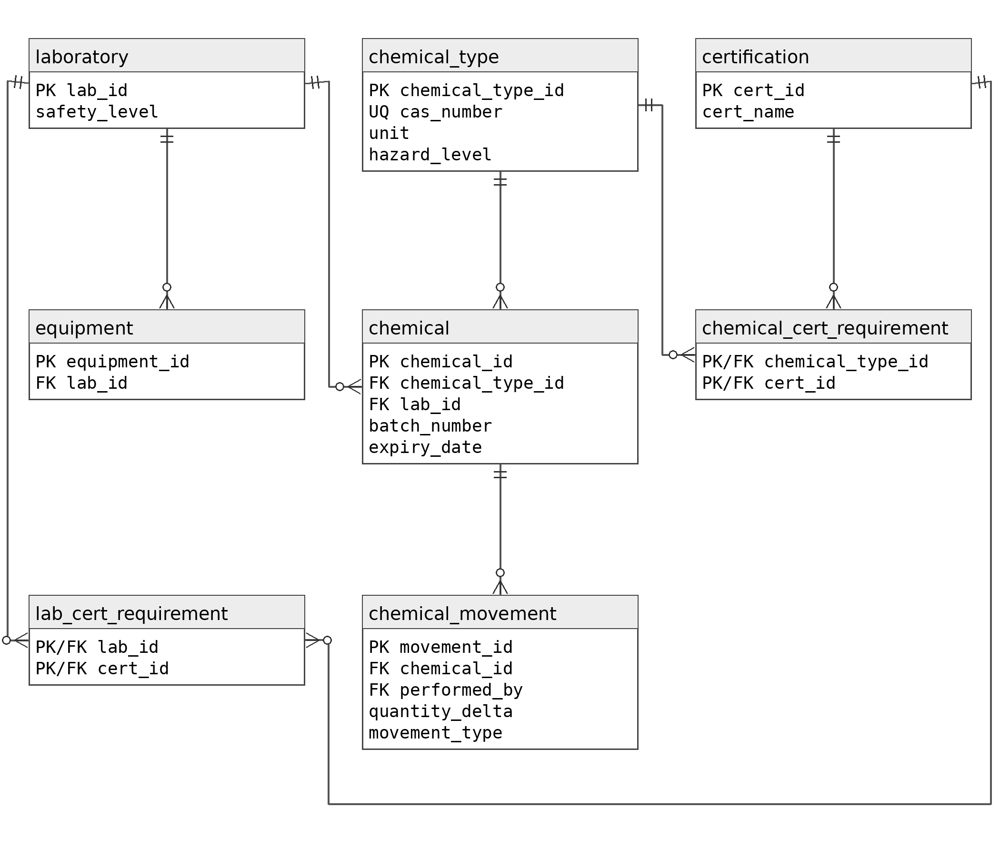 laboratory
PK lab_id
safety_level
chemical_type
PK chemical_type_id
UQ cas_number
unit
hazard_level
certification
PK cert_id
cert_name
equipment
PK equipment_id
FK lab_id
chemical
PK chemical_id
FK chemical_type_id
FK lab_id
batch_number
expiry_date
chemical_cert_requirement
PK/FK chemical_type_id
PK/FK cert_id
lab_cert_requirement
PK/FK lab_id
PK/FK cert_id
chemical_movement
PK movement_id
FK chemical_id
FK performed_by
quantity_delta
movement_type